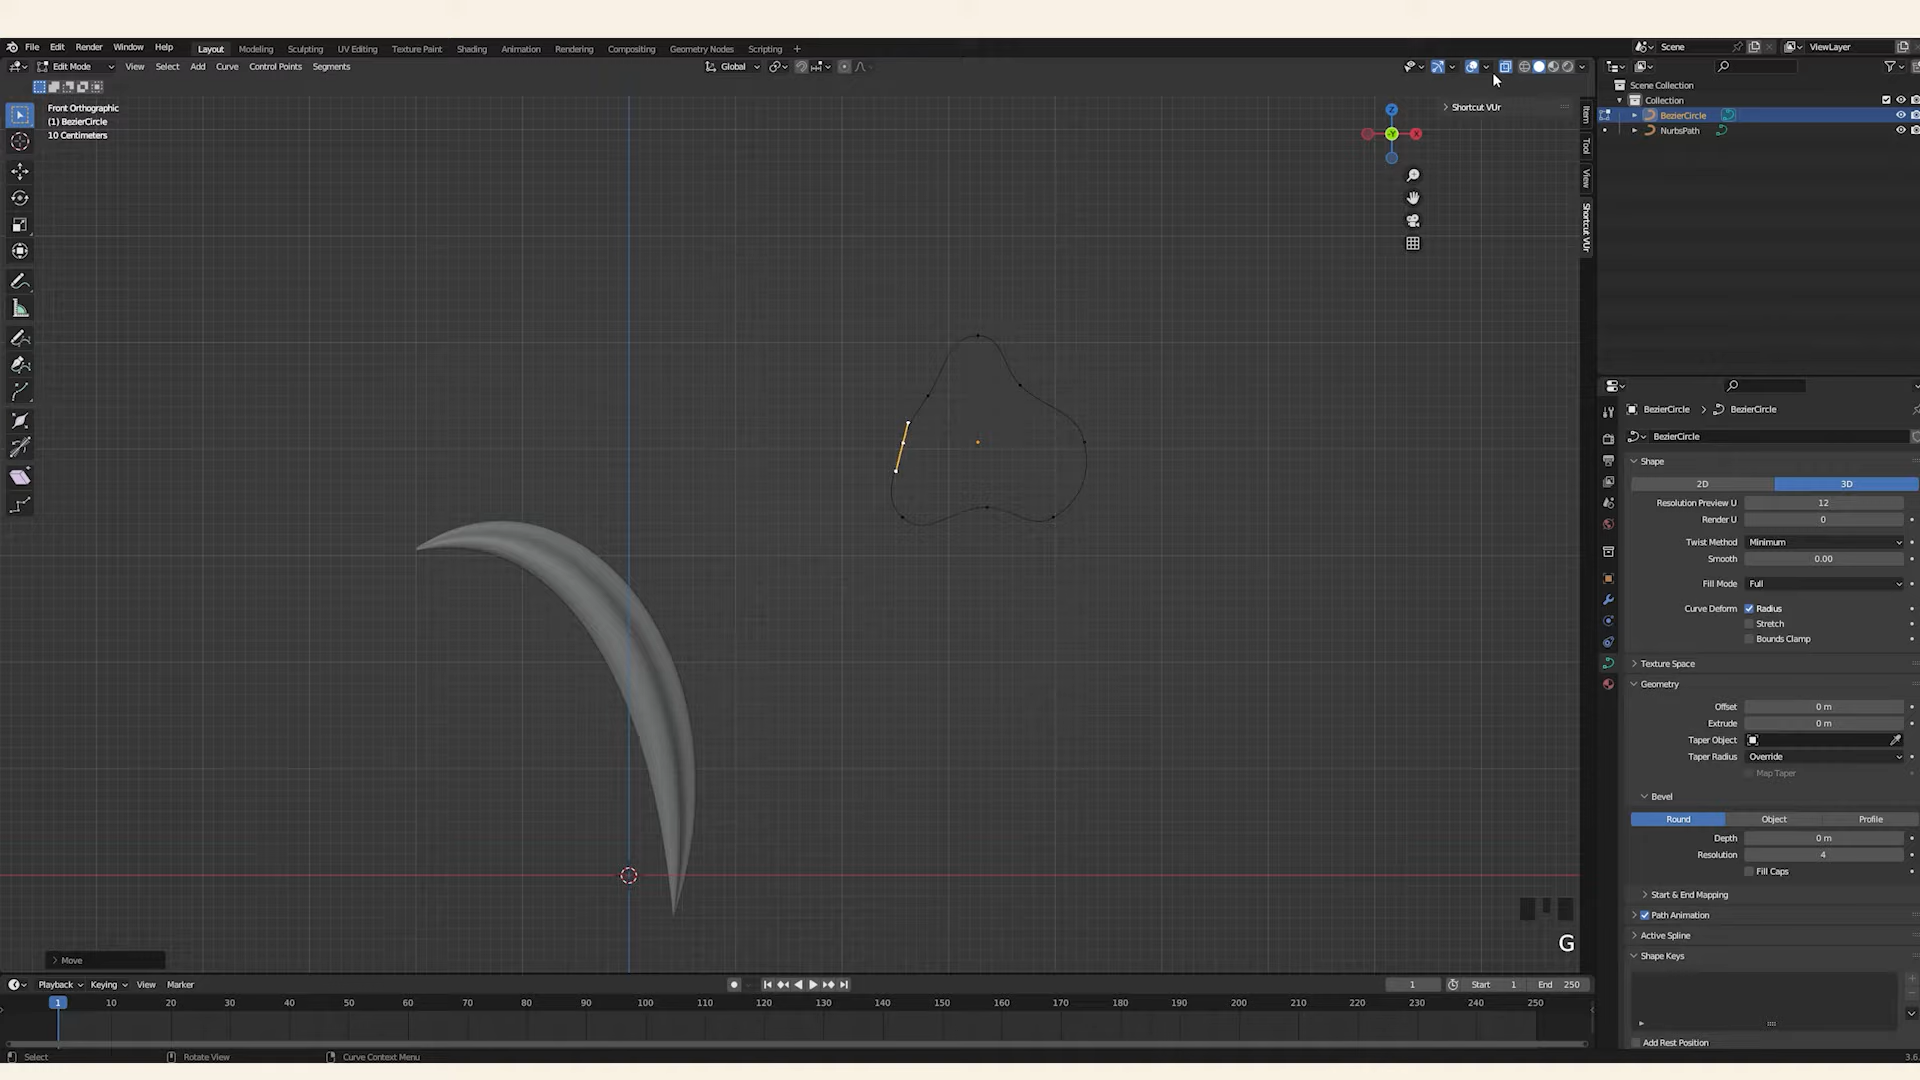 File Edit Render Window Help Layout Modeling Sculpting UV Editing Texture Paint Shading Animation Rendering Compositing Geometry Nodes Scripting + Scene ViewLayer
Edit Mode View Select Add Curve Control Points Segments Global
Front Orthographic
(1) BezierCircle
10 Centimeters
Shortcut VUr
Z
-Y
X
Item
Tool
View
Shortcut VUr
Scene Collection
Collection
BezierCircle
NurbsPath
BezierCircle > BezierCircle
BezierCircle
Shape
2D 3D
Resolution Preview U 12
Render U 0
Twist Method Minimum
Smooth 0.00
Fill Mode Full
Curve Deform Radius
Stretch
Bounds Clamp
Texture Space
Geometry
Offset 0 m
Extrude 0 m
Taper Object
Taper Radius Override
Map Taper
Bevel
Round Object Profile
Depth 0 m
Resolution 4
Fill Caps
Start & End Mapping
Path Animation
Active Spline
Shape Keys
Add Rest Position
G
Move
Playback Keying View Marker 1 Start 1 End 250
1 10 20 30 40 50 60 70 80 90 100 110 120 130 140 150 160 170 180 190 200 210 220 230 240 250
Select Rotate View Curve Context Menu 3.6.